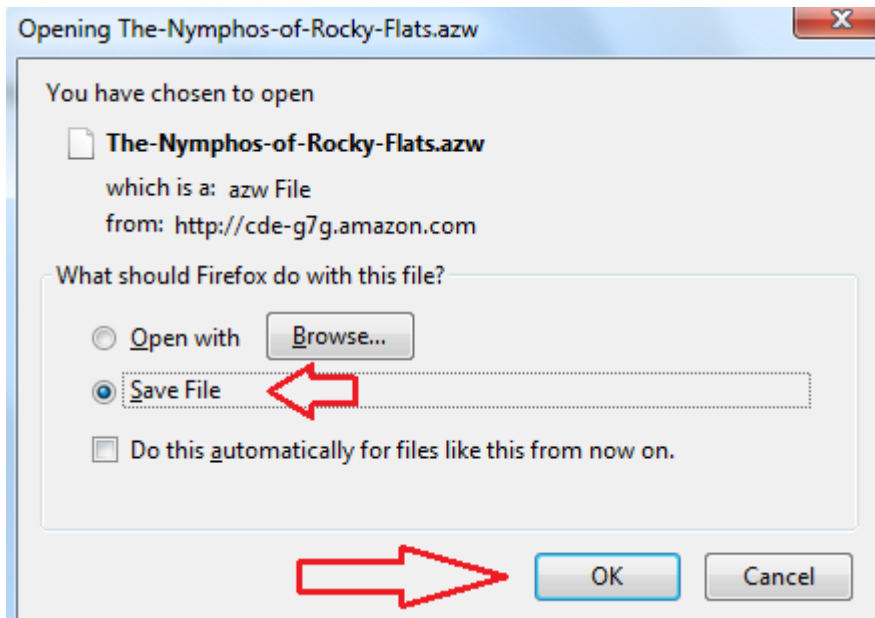 Opening The-Nymphos-of-Rocky-Flats.azw
You have chosen to open
The-Nymphos-of-Rocky-Flats.azw
which is a: azw File
from: http://cde-g7g.amazon.com
What should Firefox do with this file?
Open with Browse...
Save File
Do this automatically for files like this from now on.
OK Cancel